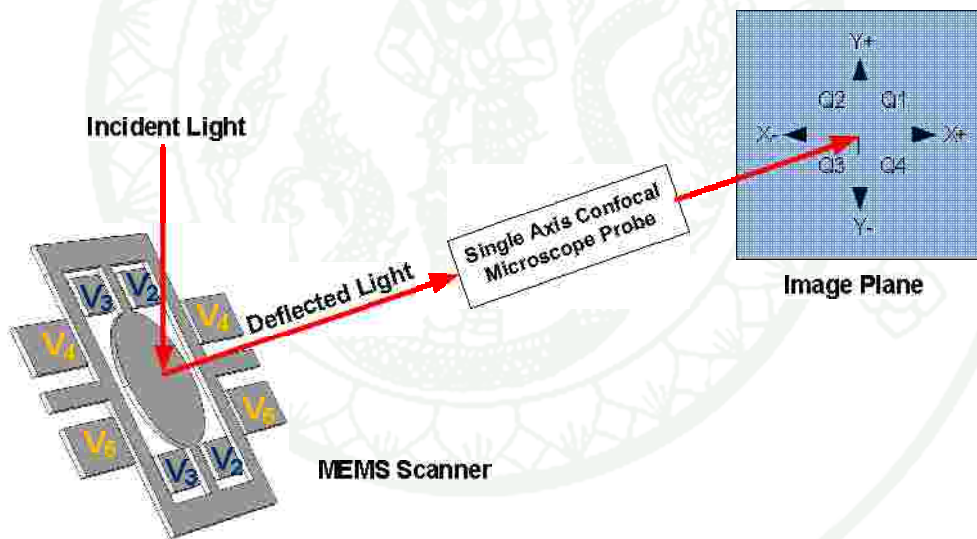 Y+
Q2 Q1
X- X+
Q3 Q4
Y-
Image Plane
Incident Light
Single Axis Confocal
Microscope Probe
Deflected Light
V3 V2
V4 V4
V5 V5
V3 V2
MEMS Scanner